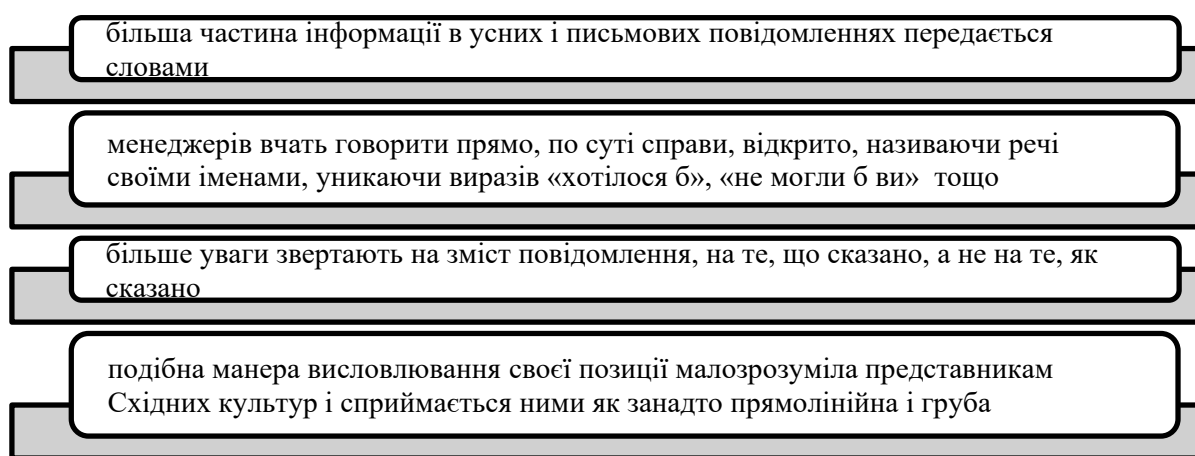 більша частина інформації в усних і письмових повідомленнях передається
словами
менеджерів вчать говорити прямо, по суті справи, відкрито, називаючи речі
своїми іменами, уникаючи виразів «хотілося б», «не могли б ви» тощо
більше уваги звертають на зміст повідомлення, на те, що сказано, а не на те, як
сказано
подібна манера висловлювання своєї позиції малозрозуміла представникам
Східних культур і сприймається ними як занадто прямолінійна і груба